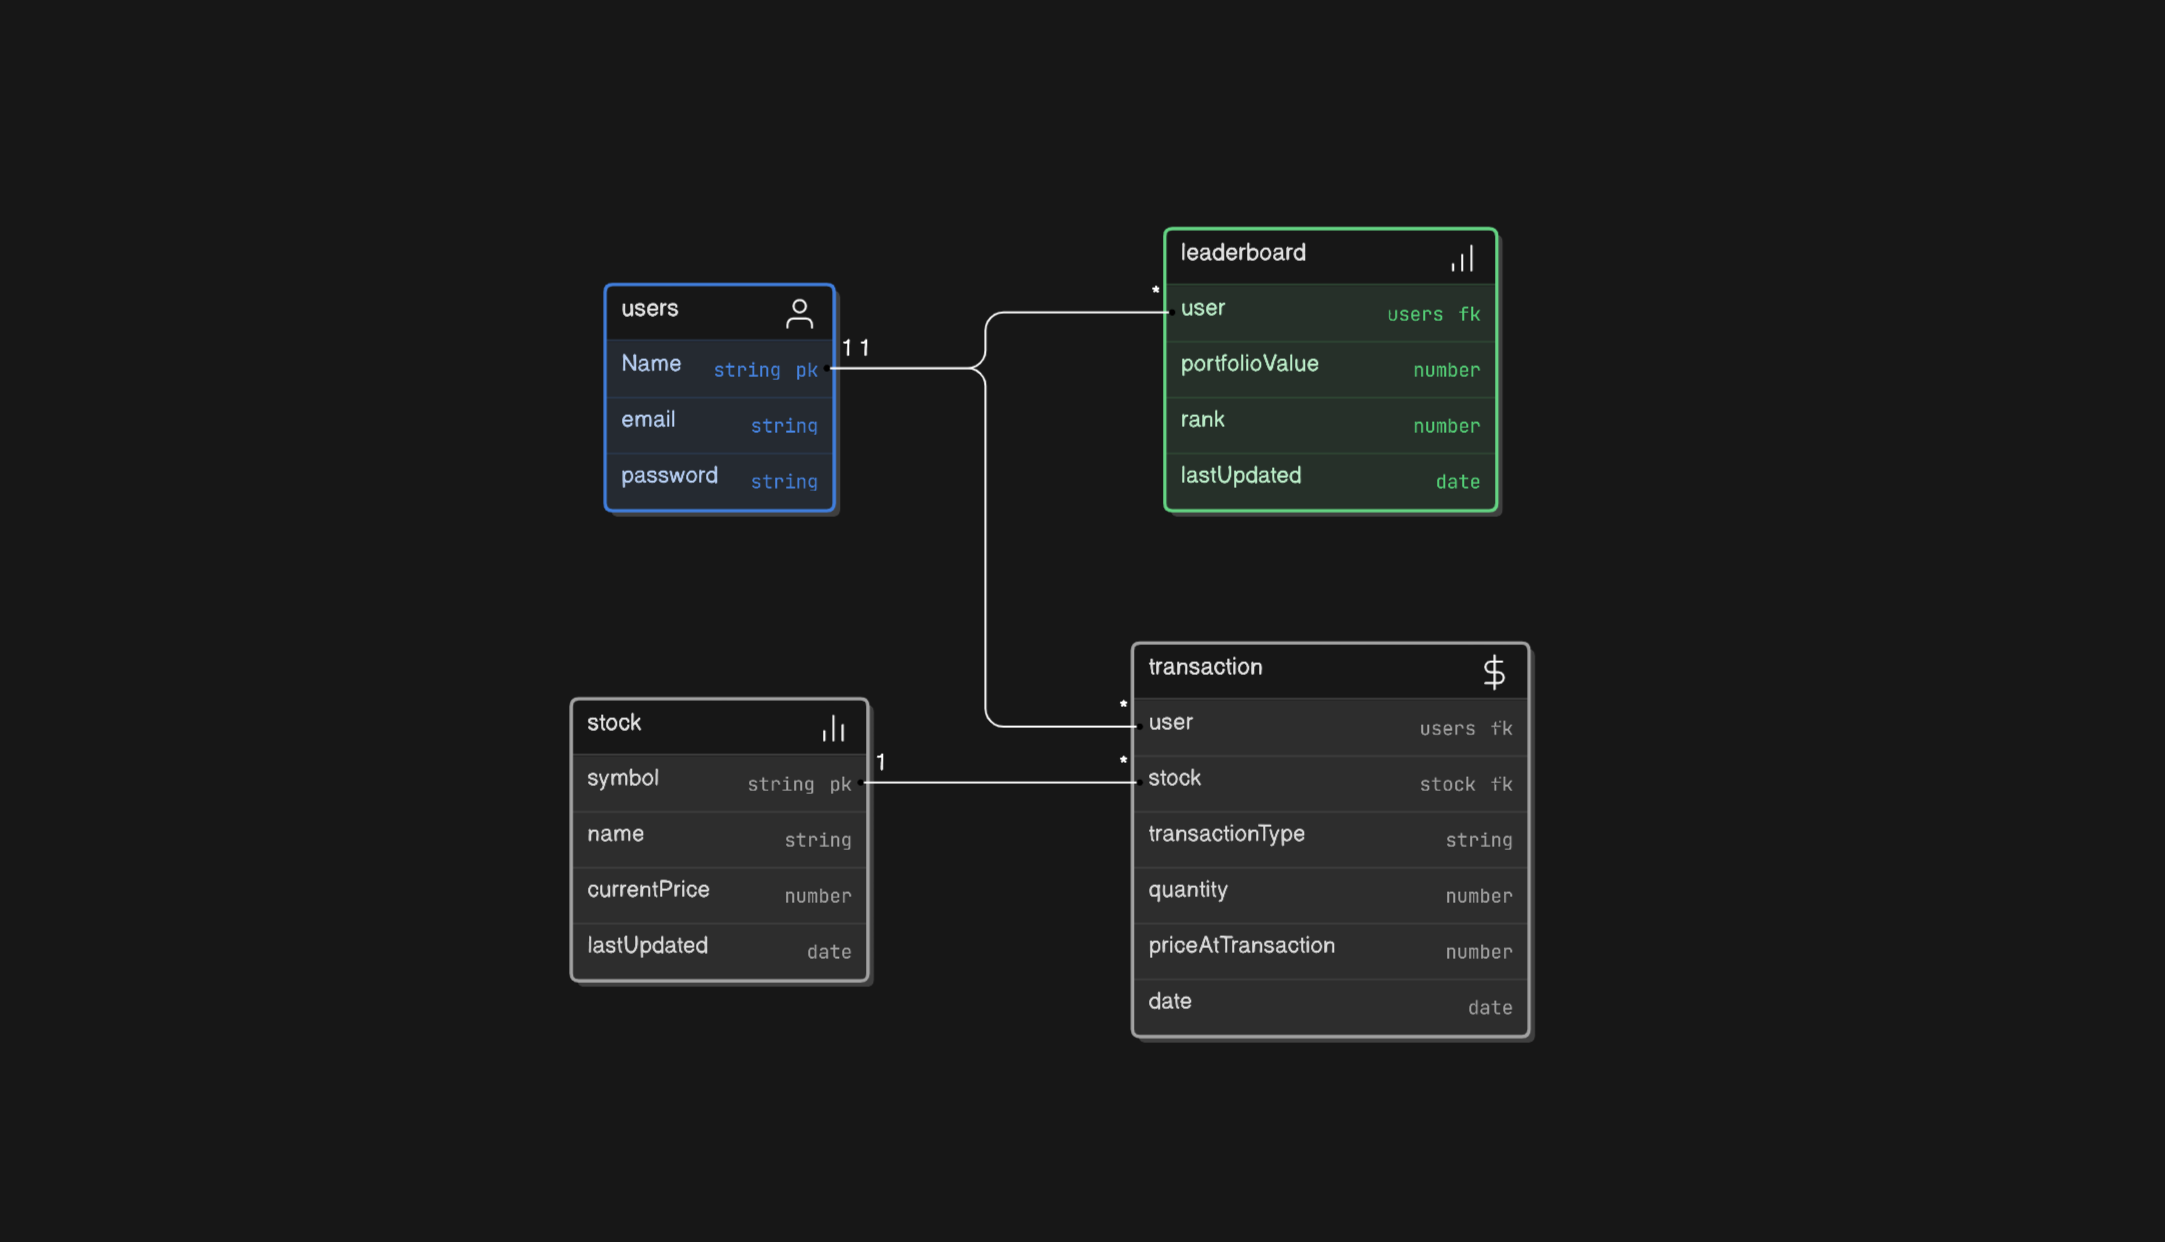 users
Name string pk
email string
password string
1 1
*
leaderboard
user users fk
portfolioValue number
rank number
lastUpdated date
stock
symbol string pk
name string
currentPrice number
lastUpdated date
1
*
*
transaction
$
user users fk
stock stock fk
transactionType string
quantity number
priceAtTransaction number
date date